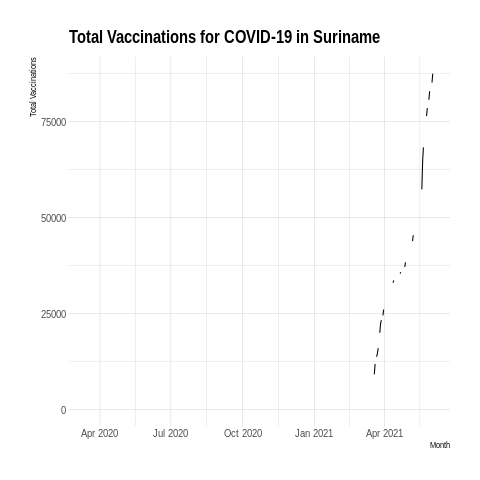 Total Vaccinations for COVID-19 in Suriname
Total Vaccinations
75000
50000
25000
0
Apr 2020 Jul 2020 Oct 2020 Jan 2021 Apr 2021
Month